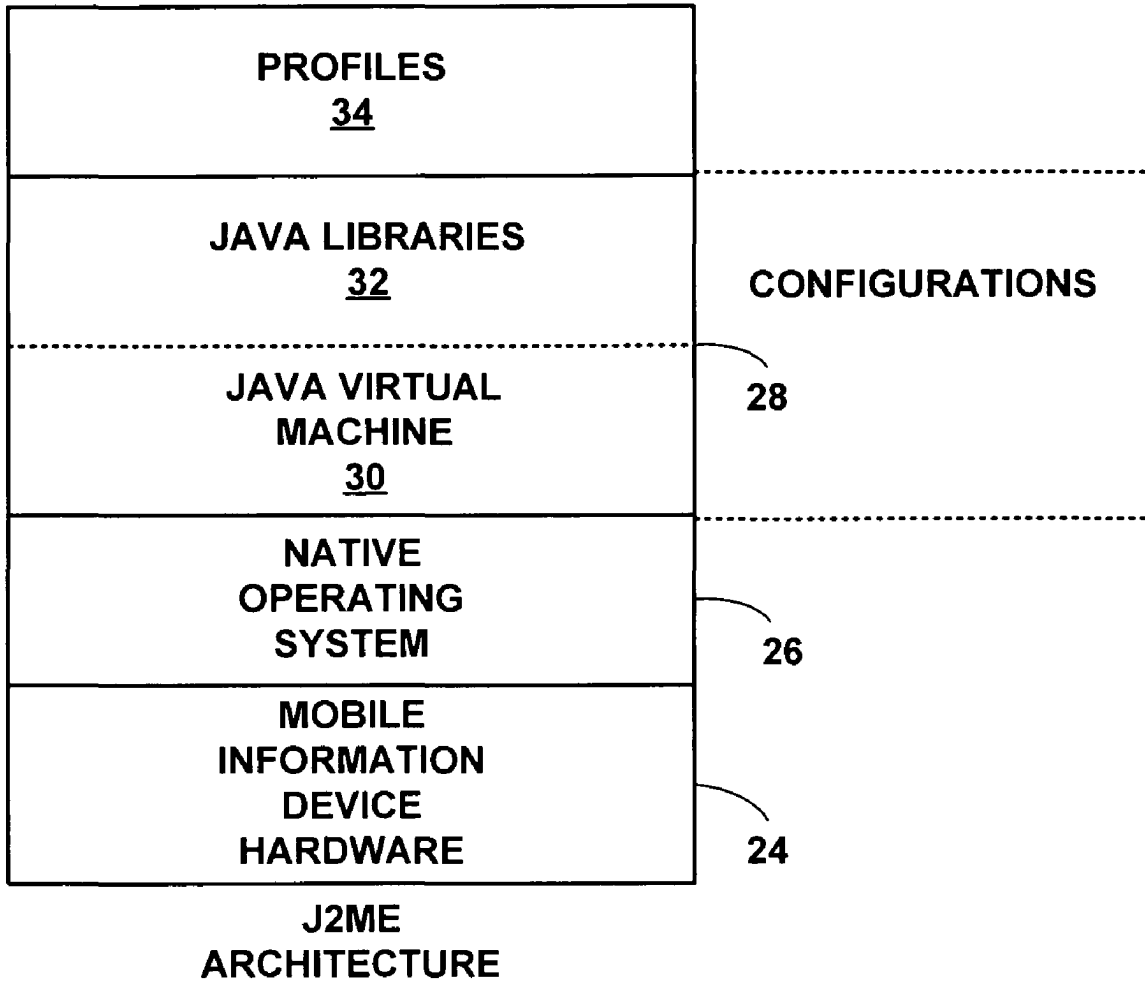 PROFILES
34
JAVA LIBRARIES
32
CONFIGURATIONS
JAVA VIRTUAL
MACHINE
30
28
NATIVE
OPERATING
SYSTEM
26
MOBILE
INFORMATION
DEVICE
HARDWARE
24
J2ME
ARCHITECTURE